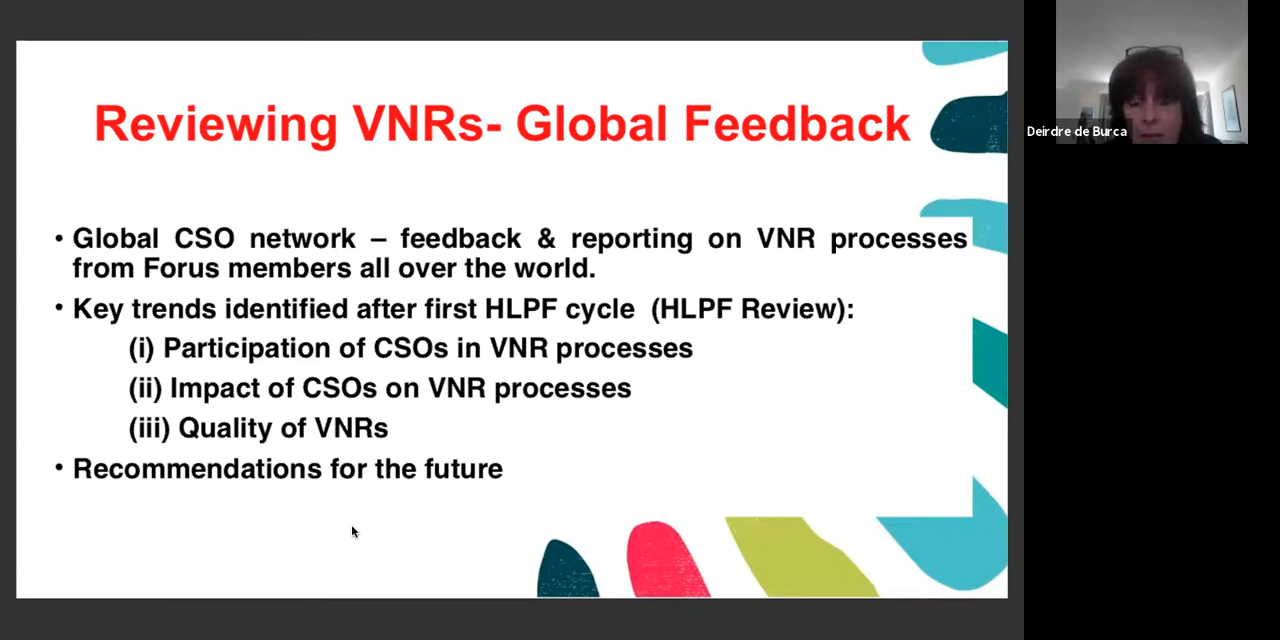 Reviewing VNRs- Global Feedback
• Global CSO network – feedback & reporting on VNR processes
from Forus members all over the world.
• Key trends identified after first HLPF cycle (HLPF Review):
(i) Participation of CSOs in VNR processes
(ii) Impact of CSOs on VNR processes
(iii) Quality of VNRs
• Recommendations for the future
Deirdre de Burca